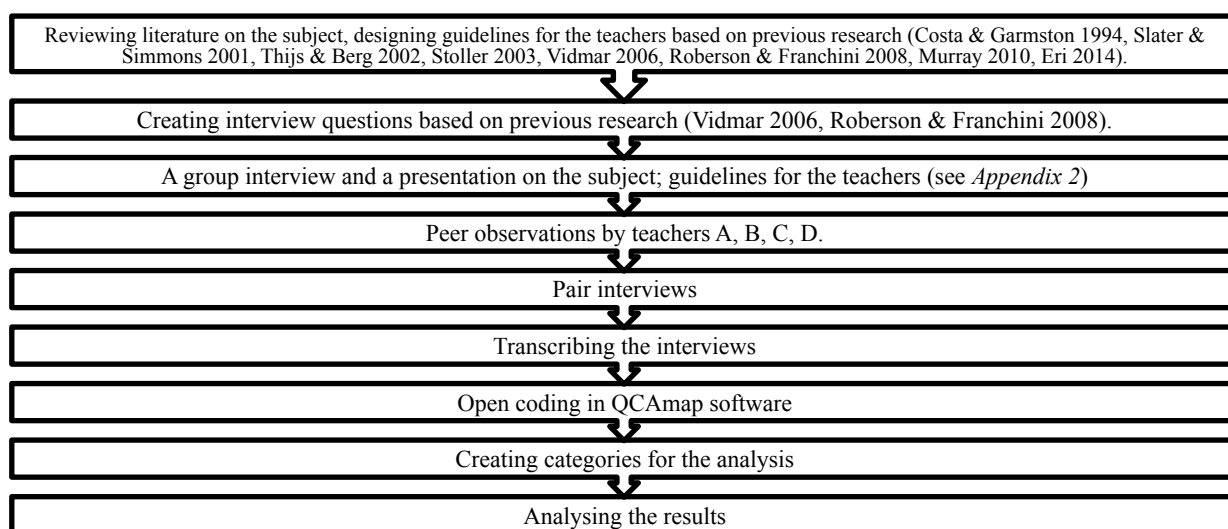 Reviewing literature on the subject, designing guidelines for the teachers based on previous research (Costa & Garmston 1994, Slater &
Simmons 2001, Thijs & Berg 2002, Stoller 2003, Vidmar 2006, Roberson & Franchini 2008, Murray 2010, Eri 2014).
Creating interview questions based on previous research (Vidmar 2006, Roberson & Franchini 2008).
A group interview and a presentation on the subject; guidelines for the teachers (see Appendix 2)
Peer observations by teachers A, B, C, D.
Pair interviews
Transcribing the interviews
Open coding in QCAmap software
Creating categories for the analysis
Analysing the results